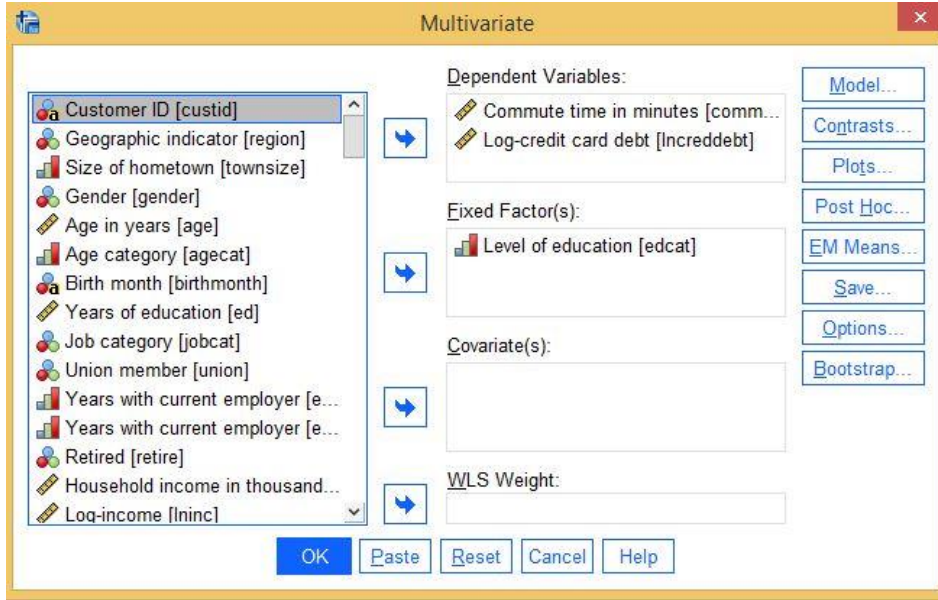 Multivariate
Customer ID [custid]
Geographic indicator [region]
Size of hometown [townsize]
Gender [gender]
Age in years [age]
Age category [agecat]
Birth month [birthmonth]
Years of education [ed]
Job category [jobcat]
Union member [union]
Years with current employer [e...
Years with current employer [e...
Retired [retire]
Household income in thousand...
Log-income [lninc]
Dependent Variables:
Commute time in minutes [comm...
Log-credit card debt [lncreddebt]
Fixed Factor(s):
Level of education [edcat]
Covariate(s):
WLS Weight:
Model...
Contrasts...
Plots...
Post Hoc...
EM Means...
Save...
Options...
Bootstrap...
OK Paste Reset Cancel Help